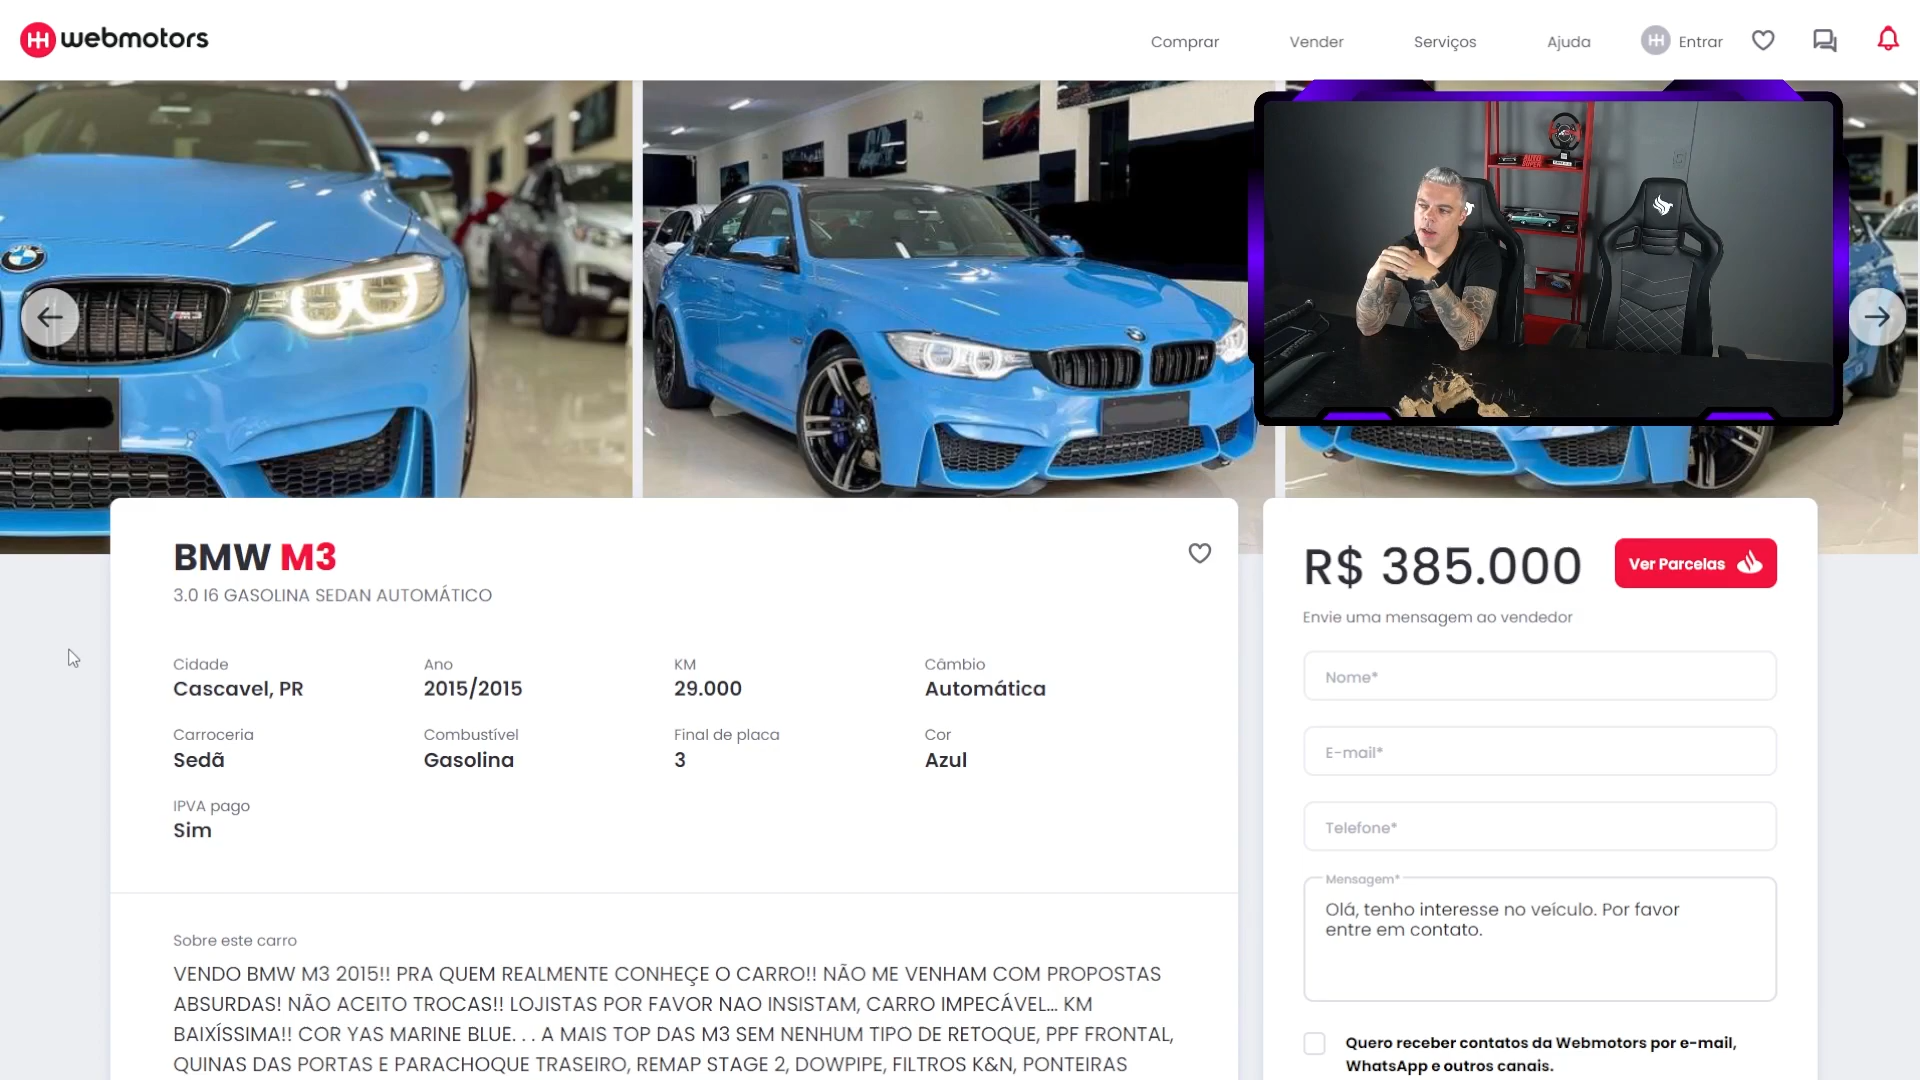 webmotors
Comprar
Vender
Serviços
Ajuda
Entrar
BMW M3
3.0 I6 GASOLINA SEDAN AUTOMÁTICO
Cidade
Cascavel, PR
Ano
2015/2015
KM
29.000
Câmbio
Automática
Carroceria
Sedã
Combustível
Gasolina
Final de placa
3
Cor
Azul
IPVA pago
Sim
Sobre este carro
VENDO BMW M3 2015!! PRA QUEM REALMENTE CONHEÇE O CARRO!! NÃO ME VENHAM COM PROPOSTAS
ABSURDAS! NÃO ACEITO TROCAS!! LOJISTAS POR FAVOR NAO INSISTAM, CARRO IMPECÁVEL... KM
BAIXÍSSIMA!! COR YAS MARINE BLUE. . . A MAIS TOP DAS M3 SEM NENHUM TIPO DE RETOQUE, PPF FRONTAL,
QUINAS DAS PORTAS E PARACHOQUE TRASEIRO, REMAP STAGE 2, DOWPIPE, FILTROS K&N, PONTEIRAS
R$ 385.000
Ver Parcelas
Envie uma mensagem ao vendedor
Nome*
E-mail*
Telefone*
Mensagem*
Olá, tenho interesse no veículo. Por favor
entre em contato.
Quero receber contatos da Webmotors por e-mail,
WhatsApp e outros canais.